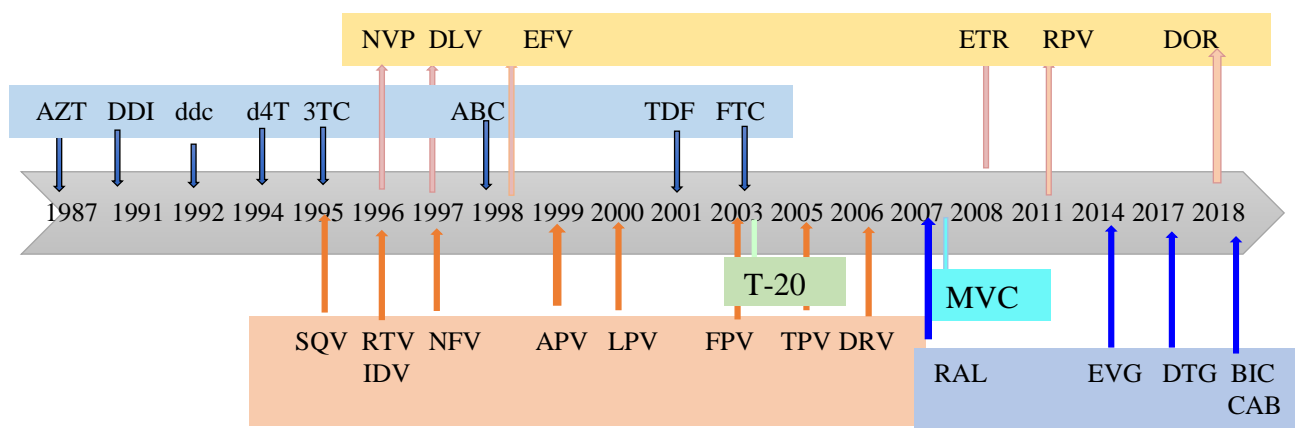 NVP DLV EFV ETR RPV DOR
AZT DDI ddc d4T 3TC ABC TDF FTC
1987 1991 1992 1994 1995 1996 1997 1998 1999 2000 2001 2003 2005 2006 2007 2008 2011 2014 2017 2018
T-20
MVC
SQV RTV NFV APV LPV FPV TPV DRV
IDV
RAL EVG DTG BIC
CAB